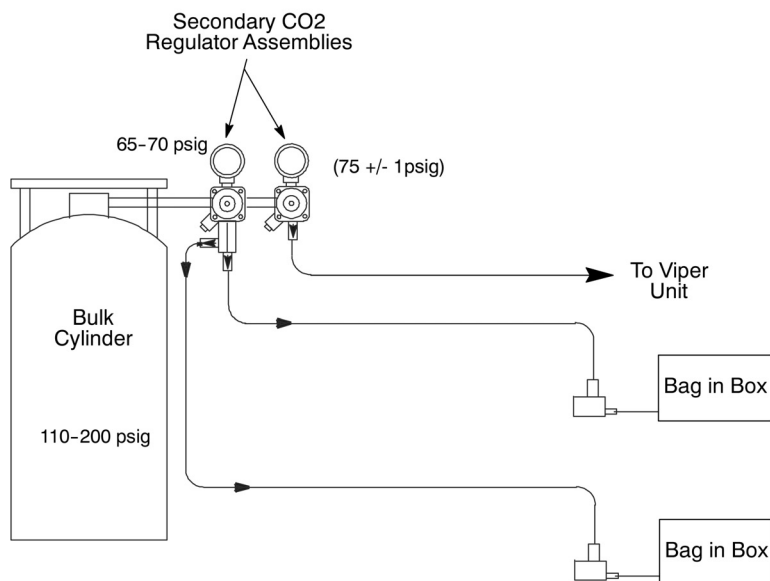 Secondary CO2
Regulator Assemblies
65-70 psig
(75 +/- 1psig)
To Viper
Unit
Bulk
Cylinder
Bag in Box
110-200 psig
Bag in Box